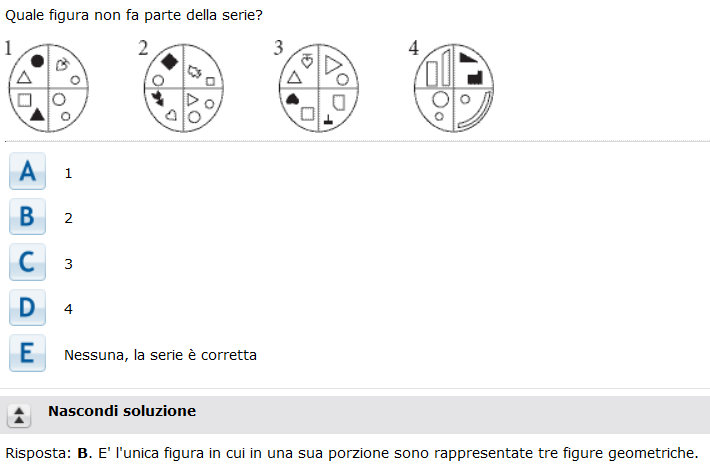 Quale figura non fa parte della serie?
1 2 3 4
A 1
B 2
C 3
D 4
E Nessuna, la serie è corretta
Nascondi soluzione
Risposta: B. E' l'unica figura in cui in una sua porzione sono rappresentate tre figure geometriche.